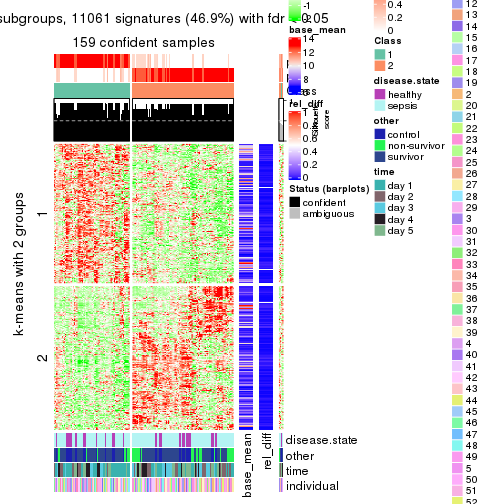 subgroups, 11061 signatures (46.9%) with fdr < 0.05
159 confident samples
k-means with 2 groups
1
2
base_mean
rel_diff
disease.state
other
time
individual
-1
base_mean
14
12
10
8
rel_diff
1
0.8
0.6
0.4
0.2
0
Status (barplots)
confident
ambiguous
0.4
0.2
0
Class
1
2
disease.state
healthy
sepsis
other
control
non-survivor
survivor
time
day 1
day 2
day 3
day 4
day 5
12
13
14
15
16
17
18
19
2
20
21
22
23
24
25
26
27
28
29
3
30
31
32
33
34
35
36
37
38
39
4
40
41
42
43
44
45
46
47
48
49
5
50
51
52